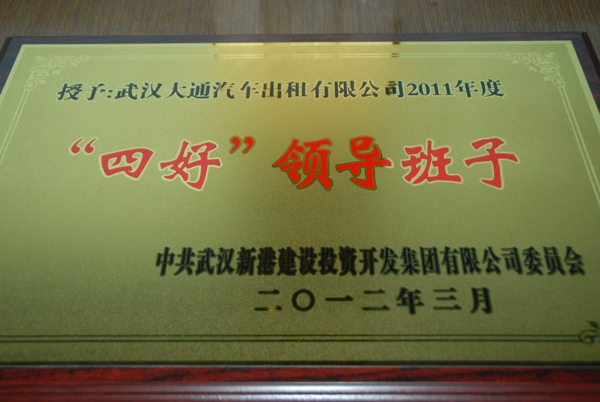 授予:武汉大通汽车出租有限公司2011年度
“四好”领导班子
中共武汉新港建设投资开发集团有限公司委员会
二〇一二年三月